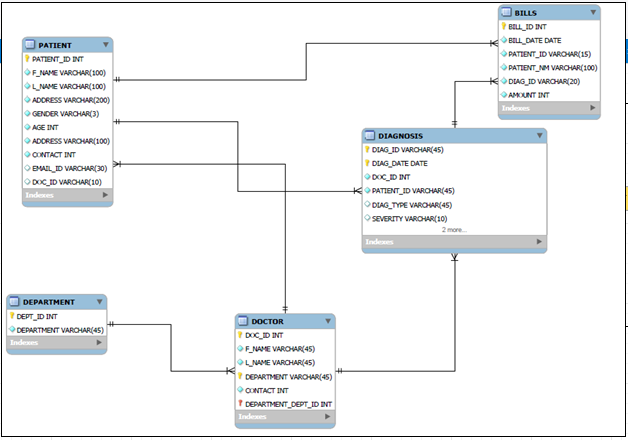 BILLS
BILL_ID INT
BILL_DATE DATE
PATIENT_ID VARCHAR(15)
PATIENT_NM VARCHAR(100)
DIAG_ID VARCHAR(20)
AMOUNT INT
Indexes
PATIENT
PATIENT_ID INT
F_NAME VARCHAR(100)
L_NAME VARCHAR(100)
ADDRESS VARCHAR(200)
GENDER VARCHAR(3)
AGE INT
ADDRESS VARCHAR(100)
CONTACT INT
EMAIL_ID VARCHAR(30)
DOC_ID VARCHAR(10)
Indexes
DIAGNOSIS
DIAG_ID VARCHAR(45)
DIAG_DATE DATE
DOC_ID INT
PATIENT_ID VARCHAR(45)
DIAG_TYPE VARCHAR(45)
SEVERITY VARCHAR(10)
2 more...
Indexes
DEPARTMENT
DEPT_ID INT
DEPARTMENT VARCHAR(45)
Indexes
DOCTOR
DOC_ID INT
F_NAME VARCHAR(45)
L_NAME VARCHAR(45)
DEPARTMENT VARCHAR(45)
CONTACT INT
DEPARTMENT_DEPT_ID INT
Indexes